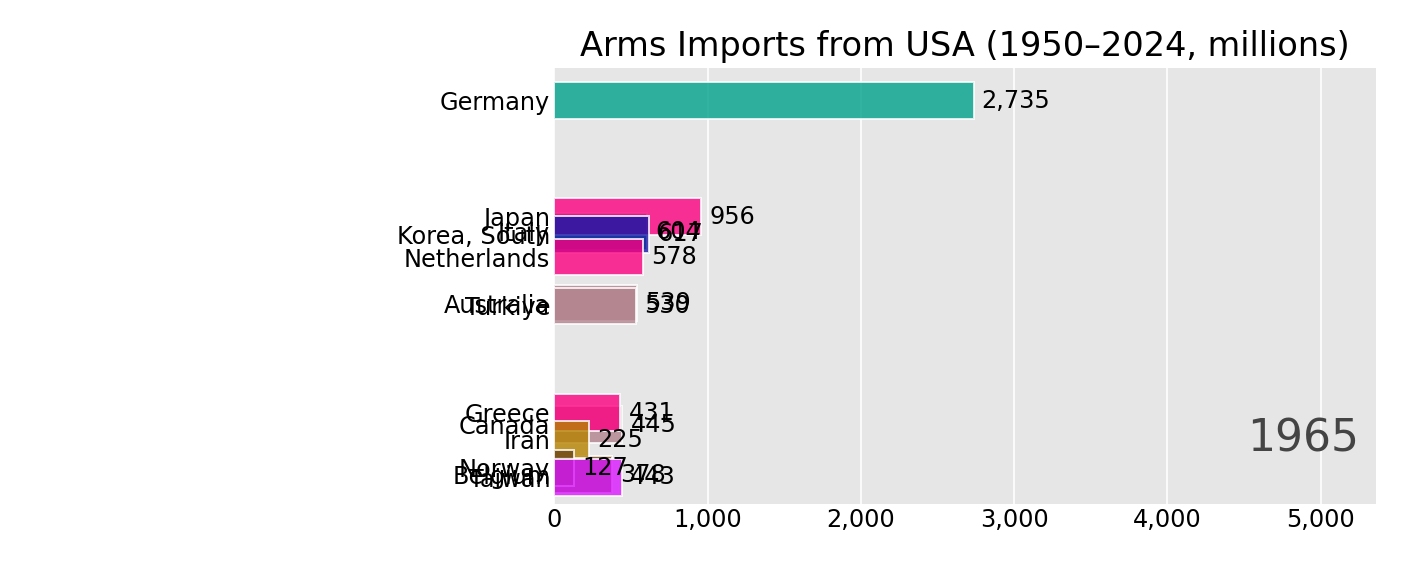 Arms Imports from USA (1950–2024, millions)
Germany 2,735
Japan 956
Italy
Korea, South 617
Netherlands 578
Australia 539
Türkiye 530
Greece 431
Canada 445
Iran 225
1965
Norway 127
Belgium 378
Taiwan 443
0 1,000 2,000 3,000 4,000 5,000